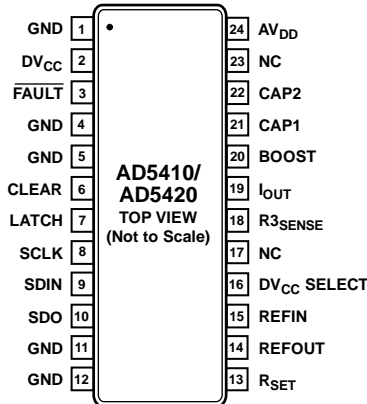 GND 1
DVCC 2
FAULT 3
GND 4
GND 5
CLEAR 6
LATCH 7
SCLK 8
SDIN 9
SDO 10
GND 11
GND 12
AD5410/
AD5420
TOP VIEW
(Not to Scale)
24 AVDD
23 NC
22 CAP2
21 CAP1
20 BOOST
19 IOUT
18 R3SENSE
17 NC
16 DVCC SELECT
15 REFIN
14 REFOUT
13 RSET